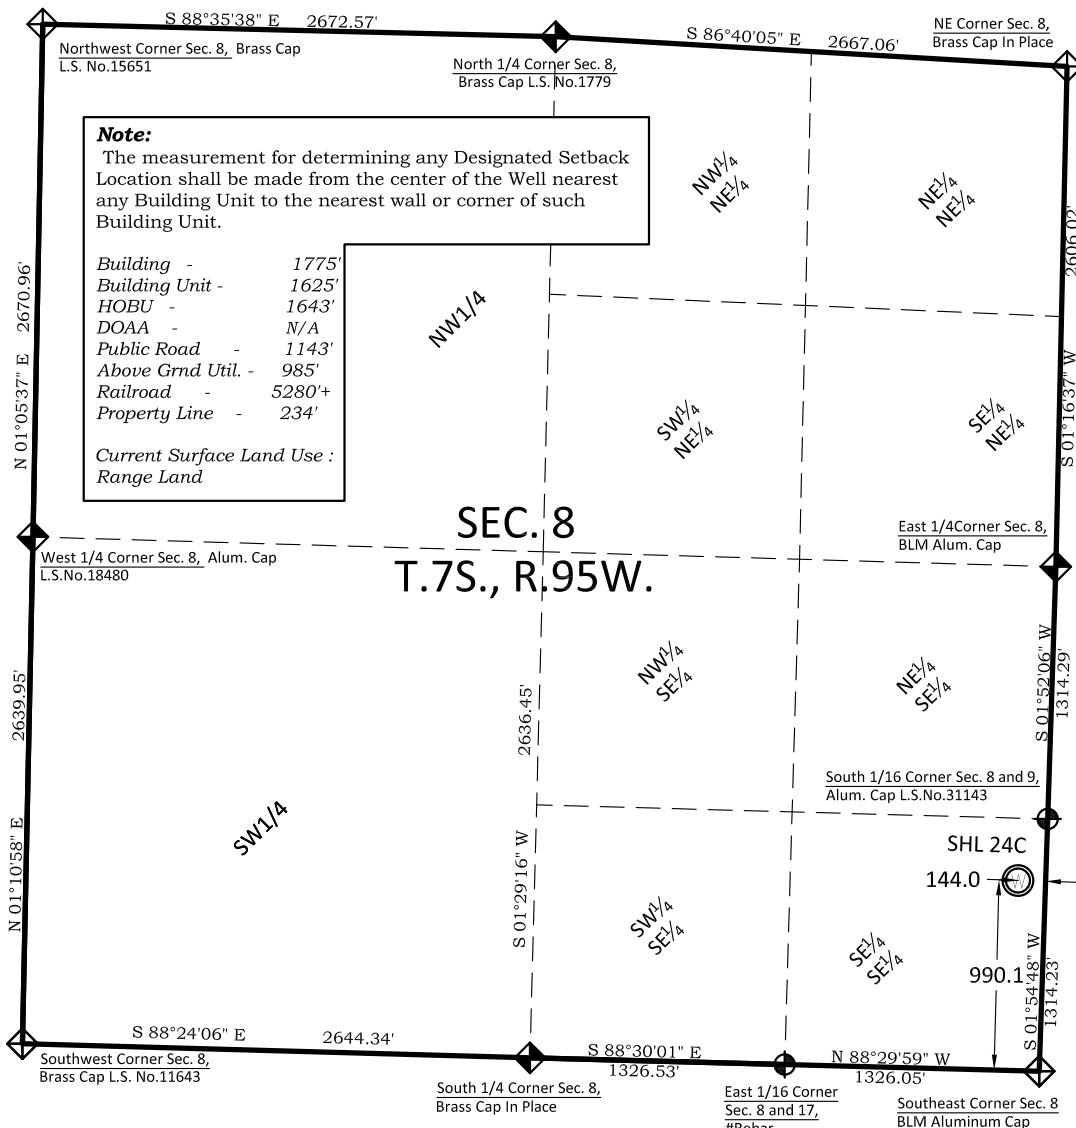 S 88°35'38" E 2672.57'
S 86°40'05" E 2667.06'
NE Corner Sec. 8,
Brass Cap In Place
Northwest Corner Sec. 8, Brass Cap
L.S. No.15651
North 1/4 Corner Sec. 8,
Brass Cap L.S. No.1779
Note:
The measurement for determining any Designated Setback
Location shall be made from the center of the Well nearest
any Building Unit to the nearest wall or corner of such
Building Unit.
Building - 1775'
Building Unit - 1625'
HOBU - 1643'
DOAA - N/A
Public Road - 1143'
Above Grnd Util. - 985'
Railroad - 5280'+
Property Line - 234'
Current Surface Land Use :
Range Land
NW1/4
NE1/4
NE1/4
NE1/4
N 01°05'37" E 2670.96'
NW1/4
S 01°16'37" W 2606.02'
SW1/4
NE1/4
SE1/4
NE1/4
SEC. 8
T.7S., R.95W.
East 1/4Corner Sec. 8,
BLM Alum. Cap
West 1/4 Corner Sec. 8, Alum. Cap
L.S.No.18480
NW1/4
SE1/4
NE1/4
SE1/4
S 01°52'06" W
1314.29'
N 01°10'58" E 2639.95'
S 01°29'16" W 2636.45'
South 1/16 Corner Sec. 8 and 9,
Alum. Cap L.S.No.31143
SW1/4
SHL 24C
144.0
SW1/4
SE1/4
SE1/4
SE1/4
990.1
S 01°54'48" W
1314.23'
S 88°24'06" E 2644.34'
S 88°30'01" E
1326.53'
N 88°29'59" W
1326.05'
Southwest Corner Sec. 8,
Brass Cap L.S. No.11643
South 1/4 Corner Sec. 8,
Brass Cap In Place
East 1/16 Corner
Sec. 8 and 17,
Southeast Corner Sec. 8
BLM Aluminum Cap